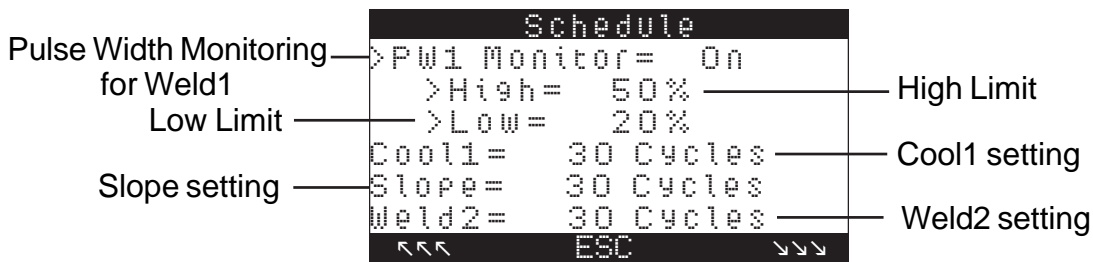 Schedule
Pulse Width Monitoring
for Weld1
>PW1 Monitor= On
>High= 50%
High Limit
Low Limit
>Low= 20%
Cool1= 30 Cycles
Cool1 setting
Slope setting
Slope= 30 Cycles
Weld2= 30 Cycles
Weld2 setting
↖↖↖ ESC ↘↘↘